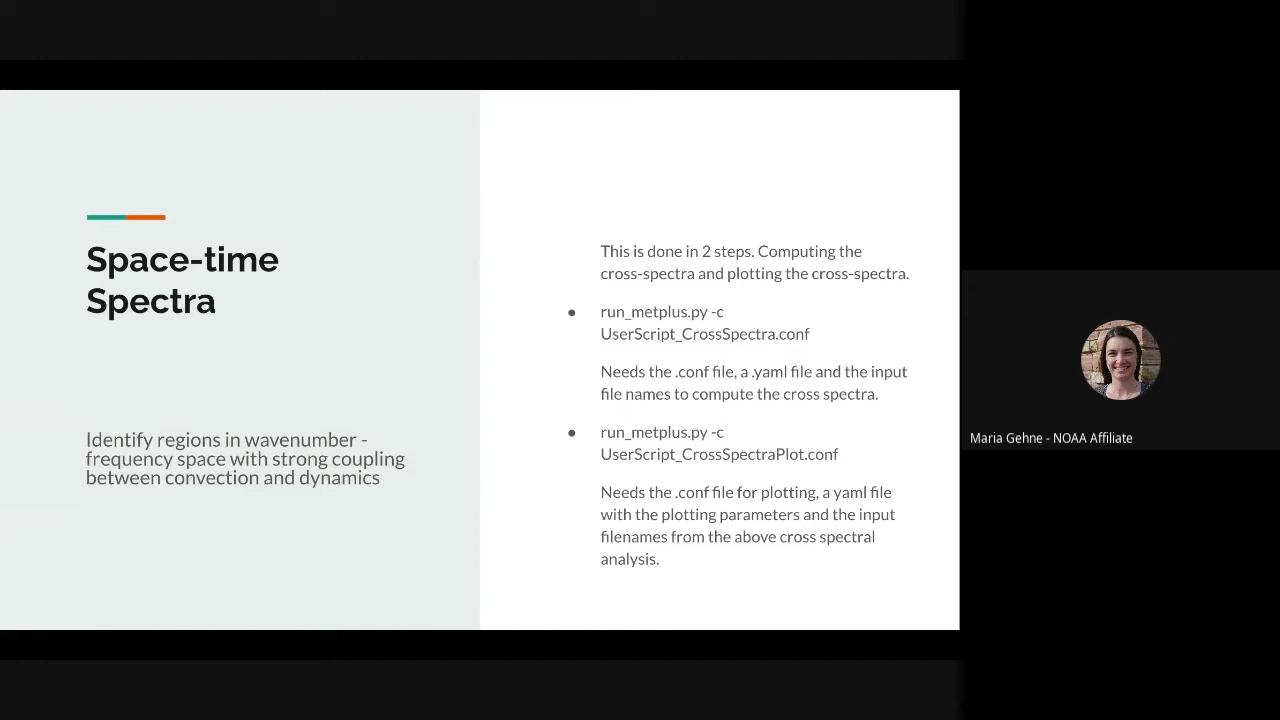 Space-time
Spectra
Identify regions in wavenumber -
frequency space with strong coupling
between convection and dynamics
This is done in 2 steps. Computing the
cross-spectra and plotting the cross-spectra.
● run_metplus.py -c
UserScript_CrossSpectra.conf
Needs the .conf file, a .yaml file and the input
file names to compute the cross spectra.
● run_metplus.py -c
UserScript_CrossSpectraPlot.conf
Needs the .conf file for plotting, a yaml file
with the plotting parameters and the input
filenames from the above cross spectral
analysis.
Maria Gehne - NOAA Affiliate